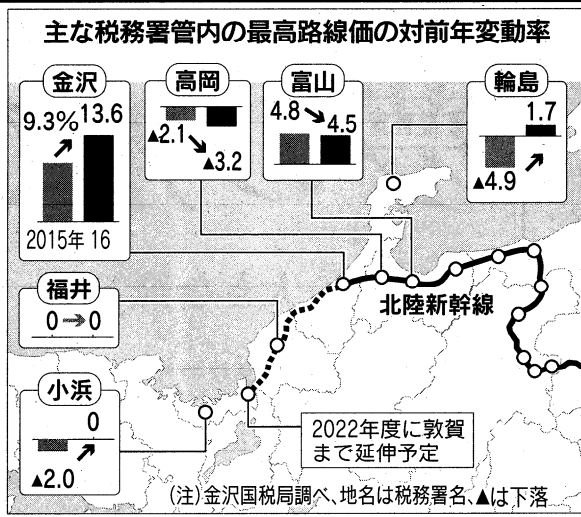 主な税務署管内の最高路線価の対前年変動率
金沢
9.3%
13.6
2015年 16
高岡
▲2.1
▲3.2
富山
4.8
4.5
輪島
1.7
▲4.9
福井
0→0
小浜
0
▲2.0
北陸新幹線
2022年度に敦賀
まで延伸予定
(注)金沢国税局調べ、地名は税務署名、▲は下落